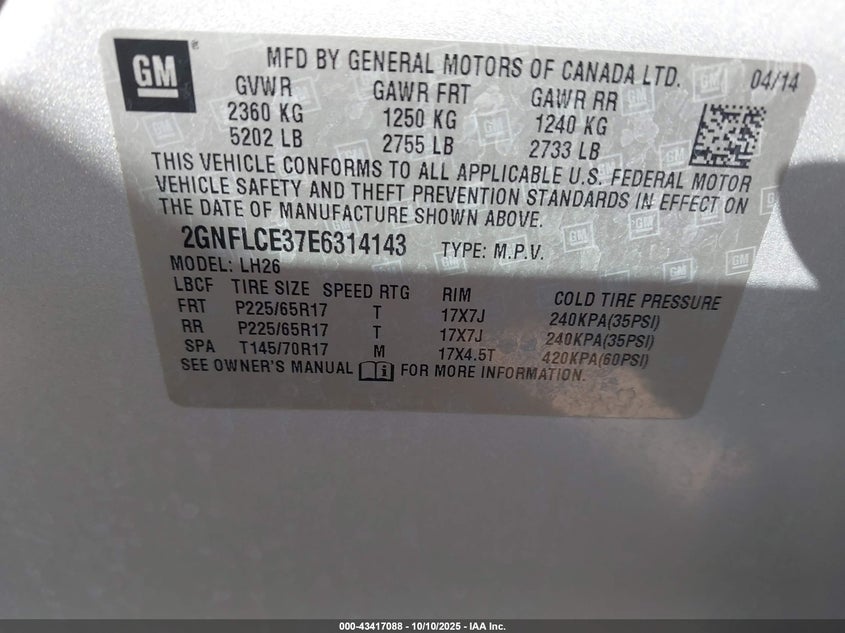 GM® MFD BY GENERAL MOTORS OF CANADA LTD. 04/14
GVWR GAWR FRT GAWR RR
2360 KG 1250 KG 1240 KG
5202 LB 2755 LB 2733 LB
THIS VEHICLE CONFORMS TO ALL APPLICABLE U.S. FEDERAL MOTOR
VEHICLE SAFETY AND THEFT PREVENTION STANDARDS IN EFFECT ON
THE DATE OF MANUFACTURE SHOWN ABOVE.
2GNFLCE37E6314143 TYPE: M.P.V.
MODEL: LH26
LBCF TIRE SIZE SPEED RTG RIM COLD TIRE PRESSURE
FRT P225/65R17 T 17X7J 240KPA(35PSI)
RR P225/65R17 T 17X7J 240KPA(35PSI)
SPA T145/70R17 M 17X4.5T 420KPA(60PSI)
SEE OWNER'S MANUAL i FOR MORE INFORMATION.
000-43417088 - 10/10/2025 - IAA Inc.